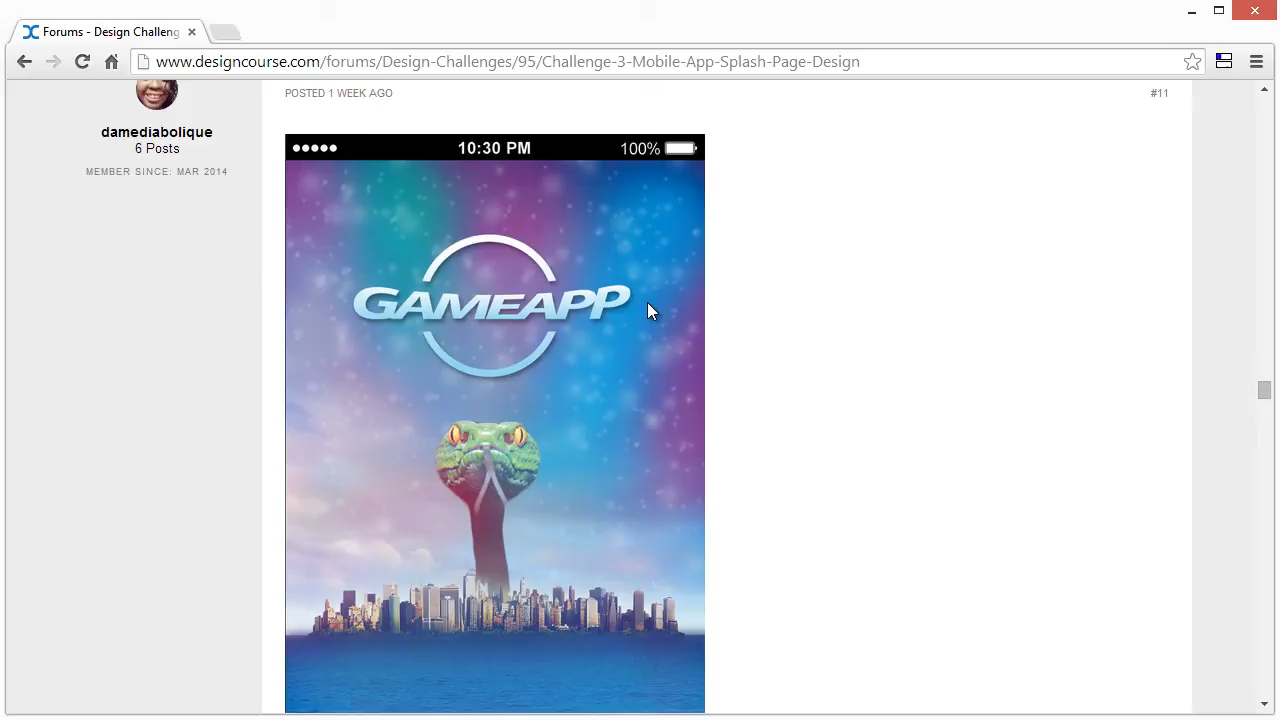 Forums - Design Challeng
www.designcourse.com/forums/Design-Challenges/95/Challenge-3-Mobile-App-Splash-Page-Design
POSTED 1 WEEK AGO
#11
damediabolique
6 Posts
MEMBER SINCE: MAR 2014
10:30 PM
100%
GAMEAPP